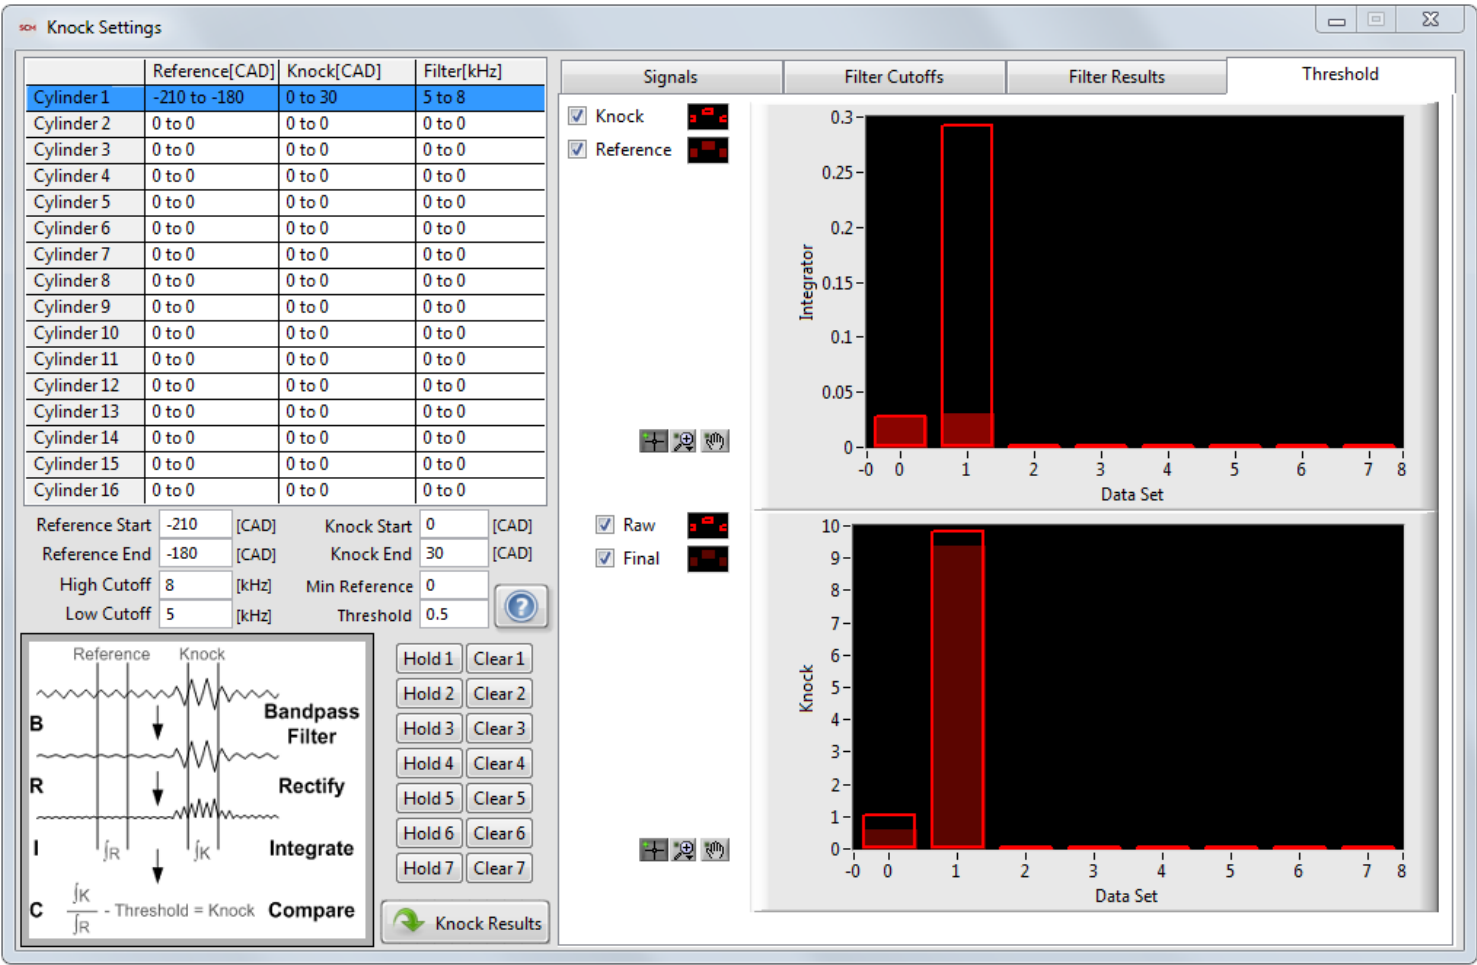 SCM Knock Settings
Reference[CAD] Knock[CAD] Filter[kHz]
Cylinder 1 -210 to -180 0 to 30 5 to 8
Cylinder 2 0 to 0 0 to 0 0 to 0
Cylinder 3 0 to 0 0 to 0 0 to 0
Cylinder 4 0 to 0 0 to 0 0 to 0
Cylinder 5 0 to 0 0 to 0 0 to 0
Cylinder 6 0 to 0 0 to 0 0 to 0
Cylinder 7 0 to 0 0 to 0 0 to 0
Cylinder 8 0 to 0 0 to 0 0 to 0
Cylinder 9 0 to 0 0 to 0 0 to 0
Cylinder 10 0 to 0 0 to 0 0 to 0
Cylinder 11 0 to 0 0 to 0 0 to 0
Cylinder 12 0 to 0 0 to 0 0 to 0
Cylinder 13 0 to 0 0 to 0 0 to 0
Cylinder 14 0 to 0 0 to 0 0 to 0
Cylinder 15 0 to 0 0 to 0 0 to 0
Cylinder 16 0 to 0 0 to 0 0 to 0
Reference Start -210 [CAD] Knock Start 0 [CAD]
Reference End -180 [CAD] Knock End 30 [CAD]
High Cutoff 8 [kHz] Min Reference 0
Low Cutoff 5 [kHz] Threshold 0.5
?
Reference Knock
B Bandpass
Filter
R Rectify
I ∫R ∫K Integrate
C ∫K
∫R
- Threshold = Knock Compare
Hold 1 Clear 1
Hold 2 Clear 2
Hold 3 Clear 3
Hold 4 Clear 4
Hold 5 Clear 5
Hold 6 Clear 6
Hold 7 Clear 7
Knock Results
Signals Filter Cutoffs Filter Results Threshold
Knock
Reference
0.3
0.25
0.2
0.15
0.1
0.05
0
Integrator
-0 0 1 2 3 4 5 6 7 8
Data Set
Raw
Final
10
9
8
7
6
5
4
3
2
1
0
Knock
-0 0 1 2 3 4 5 6 7 8
Data Set